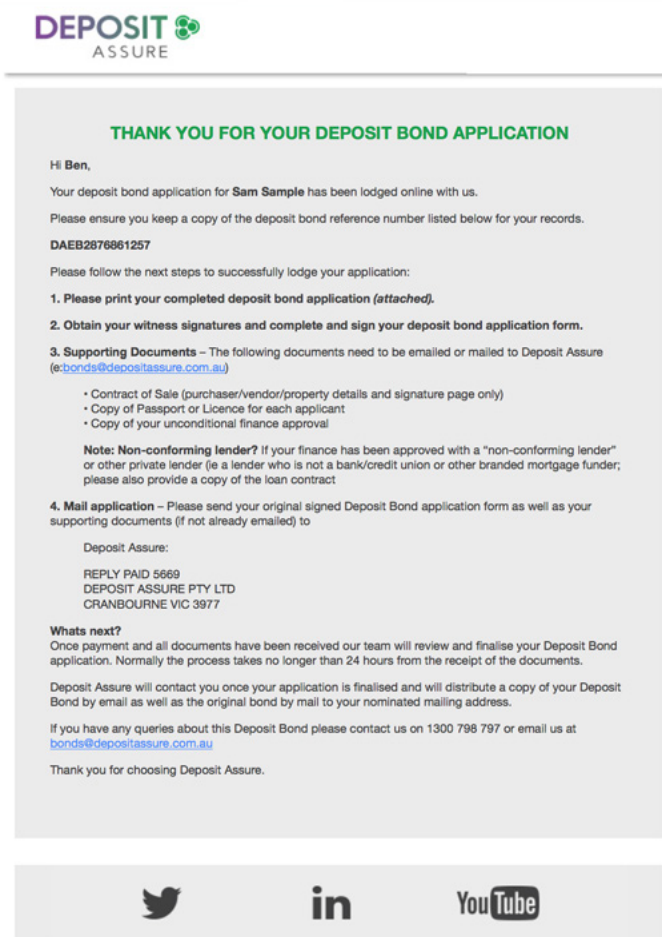 DEPOSIT
ASSURE
THANK YOU FOR YOUR DEPOSIT BOND APPLICATION
Hi Ben,
Your deposit bond application for Sam Sample has been lodged online with us.
Please ensure you keep a copy of the deposit bond reference number listed below for your records.
DAEB2876861257
Please follow the next steps to successfully lodge your application:
1. Please print your completed deposit bond application (attached).
2. Obtain your witness signatures and complete and sign your deposit bond application form.
3. Supporting Documents – The following documents need to be emailed or mailed to Deposit Assure
(e:bonds@depositassure.com.au)
• Contract of Sale (purchaser/vendor/property details and signature page only)
• Copy of Passport or Licence for each applicant
• Copy of your unconditional finance approval
Note: Non-conforming lender? If your finance has been approved with a “non-conforming lender”
or other private lender (ie a lender who is not a bank/credit union or other branded mortgage funder;
please also provide a copy of the loan contract
4. Mail application – Please send your original signed Deposit Bond application form as well as your
supporting documents (if not already emailed) to
Deposit Assure:
REPLY PAID 5669
DEPOSIT ASSURE PTY LTD
CRANBOURNE VIC 3977
Whats next?
Once payment and all documents have been received our team will review and finalise your Deposit Bond
application. Normally the process takes no longer than 24 hours from the receipt of the documents.
Deposit Assure will contact you once your application is finalised and will distribute a copy of your Deposit
Bond by email as well as the original bond by mail to your nominated mailing address.
If you have any queries about this Deposit Bond please contact us on 1300 798 797 or email us at
bonds@depositassure.com.au
Thank you for choosing Deposit Assure.
in
YouTube